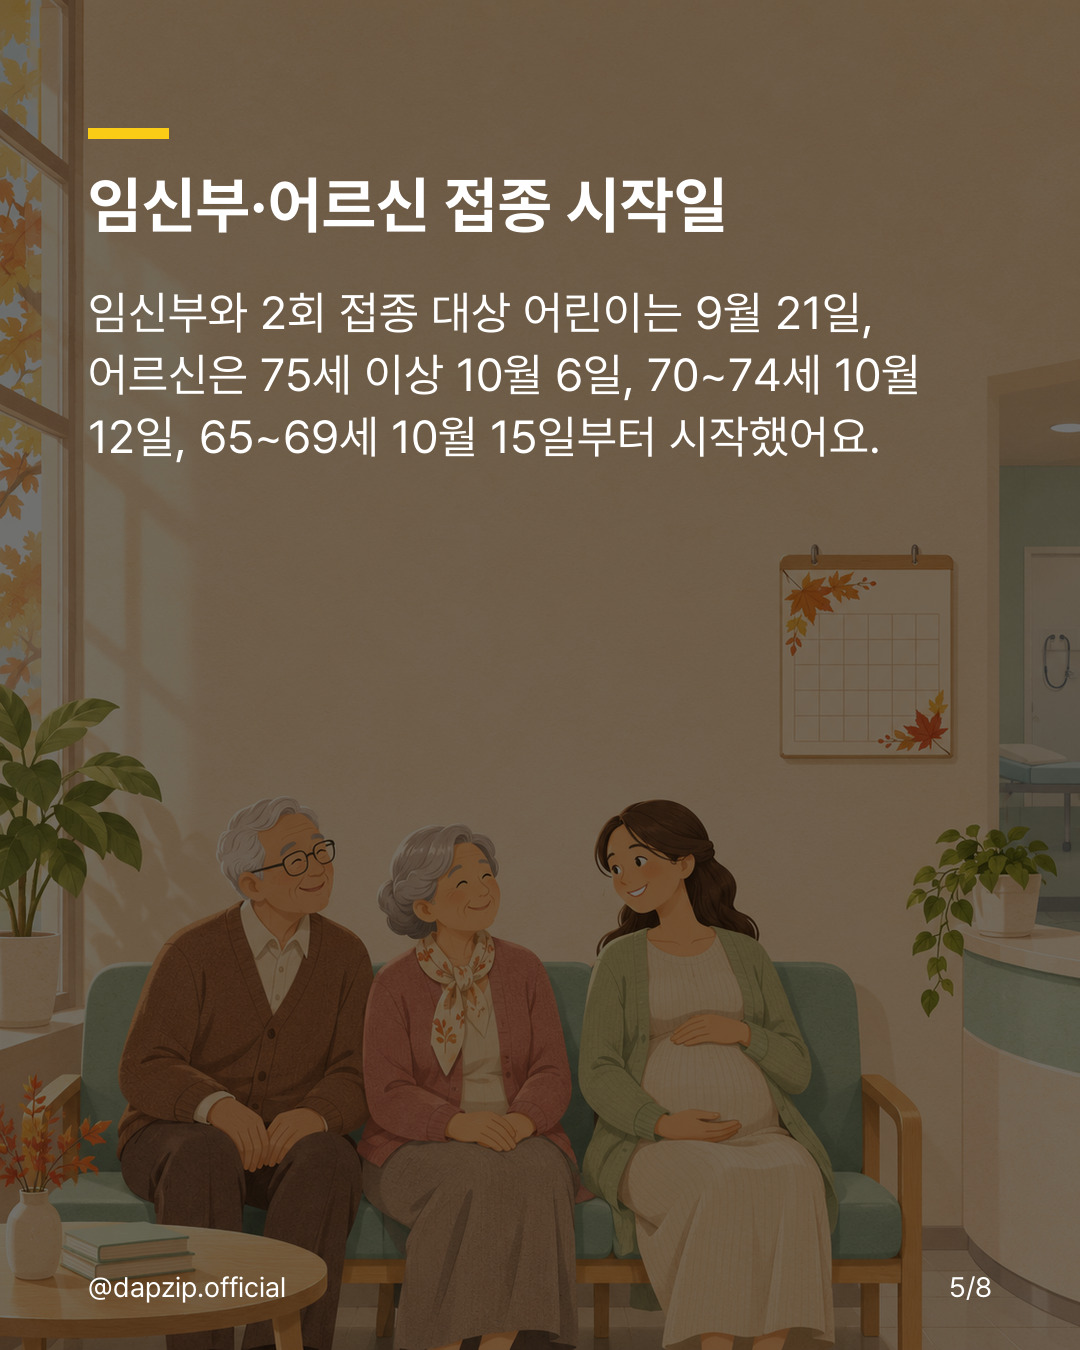 임신부·어르신 접종 시작일
임신부와 2회 접종 대상 어린이는 9월 21일,
어르신은 75세 이상 10월 6일, 70~74세 10월
12일, 65~69세 10월 15일부터 시작했어요.
@dapzip.official
5/8